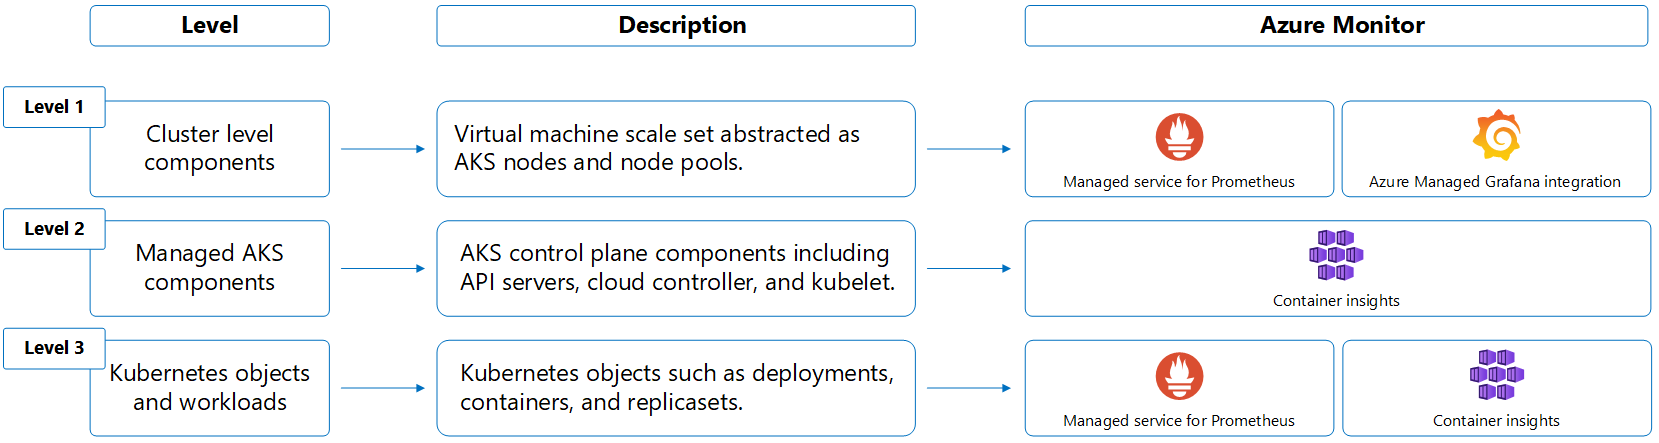 Level
Description
Azure Monitor
Level 1
Cluster level
components
Virtual machine scale set abstracted as
AKS nodes and node pools.
Managed service for Prometheus
Azure Managed Grafana integration
Level 2
Managed AKS
components
AKS control plane components including
API servers, cloud controller, and kubelet.
Container insights
Level 3
Kubernetes objects
and workloads
Kubernetes objects such as deployments,
containers, and replicasets.
Managed service for Prometheus
Container insights